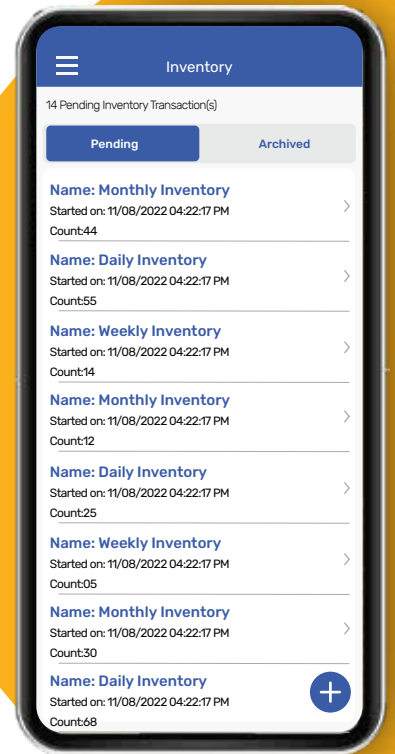 Inventory
14 Pending Inventory Transaction(s)
Pending Archived
Name: Monthly Inventory
Started on: 11/08/2022 04:22:17 PM
Count:44
Name: Daily Inventory
Started on: 11/08/2022 04:22:17 PM
Count:55
Name: Weekly Inventory
Started on: 11/08/2022 04:22:17 PM
Count:14
Name: Monthly Inventory
Started on: 11/08/2022 04:22:17 PM
Count:12
Name: Daily Inventory
Started on: 11/08/2022 04:22:17 PM
Count:25
Name: Weekly Inventory
Started on: 11/08/2022 04:22:17 PM
Count:05
Name: Monthly Inventory
Started on: 11/08/2022 04:22:17 PM
Count:30
Name: Daily Inventory
Started on: 11/08/2022 04:22:17 PM
Count:68